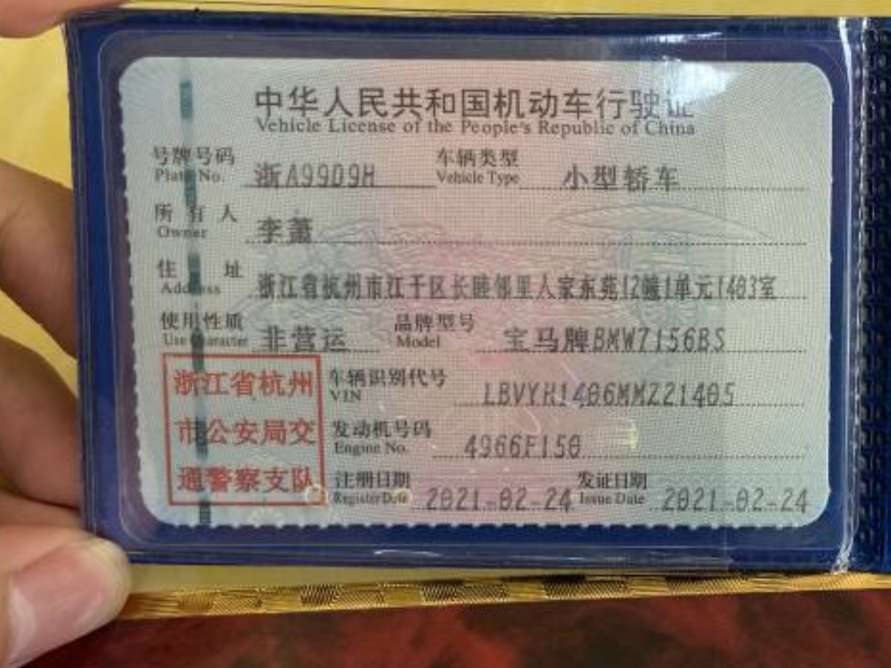 中华人民共和国机动车行驶证
Vehicle License of the People's Republic of China
号牌号码 浙A99D9H 车辆类型 小型轿车
Plate No. Vehicle Type
所有人 李萧
Owner
住址 浙江省杭州市江干区长睦邻里人家东苑12幢1单元1403室
Address
使用性质 非营运 品牌型号 宝马牌BMW7156BS
Use Character Model
浙江省杭州 车辆识别代号 LBVYH1406MMZ21405
VIN
市公安局交 发动机号码 4966F150
Engine No.
通警察支队 注册日期 2021-02-24 发证日期 2021-02-24
Register Date Issue Date